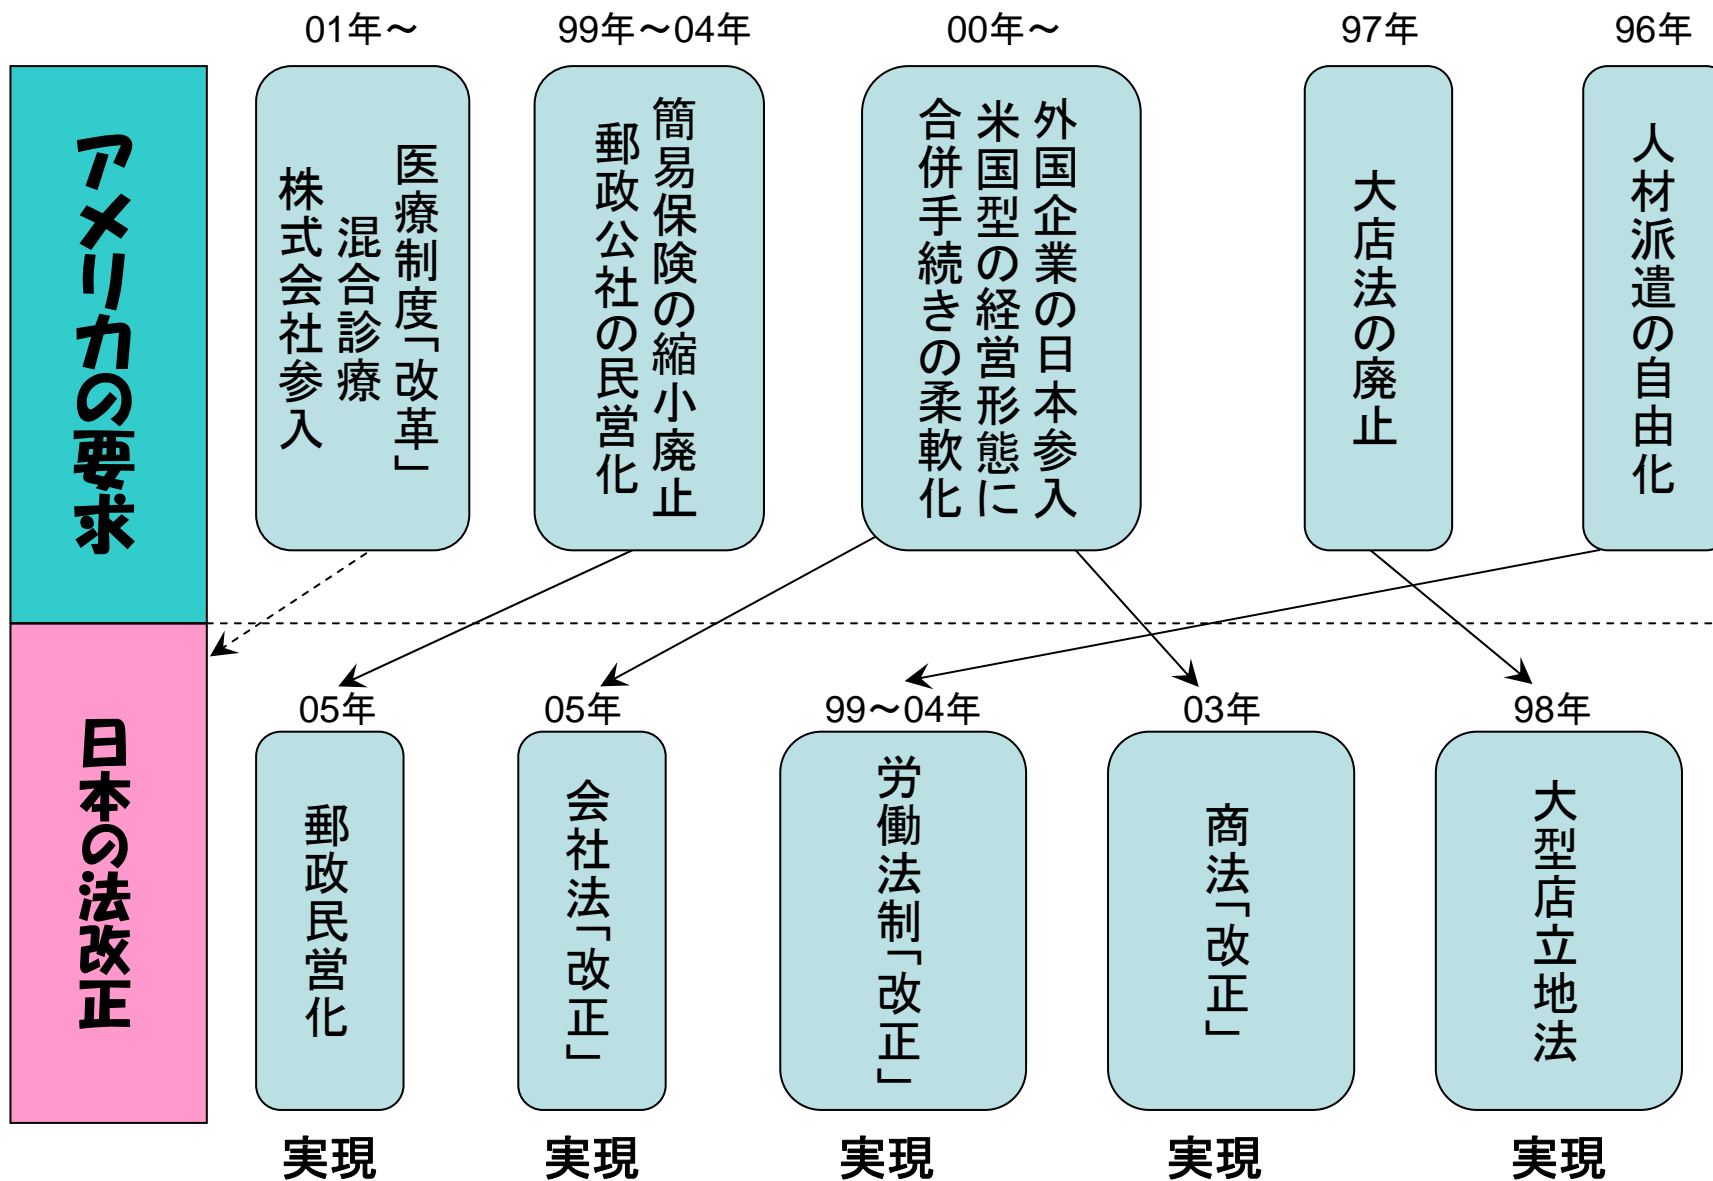 01年～
99年～04年
00年～
97年
96年
アメリカの要求
医療制度「改革」
混合診療
株式会社参入
簡易保険の縮小廃止
郵政公社の民営化
外国企業の日本参入
米国型の経営形態に
合併手続きの柔軟化
大店法の廃止
人材派遣の自由化
日本の法改正
05年
05年
99～04年
03年
98年
郵政民営化
会社法「改正」
労働法制「改正」
商法「改正」
大型店立地法
実現
実現
実現
実現
実現